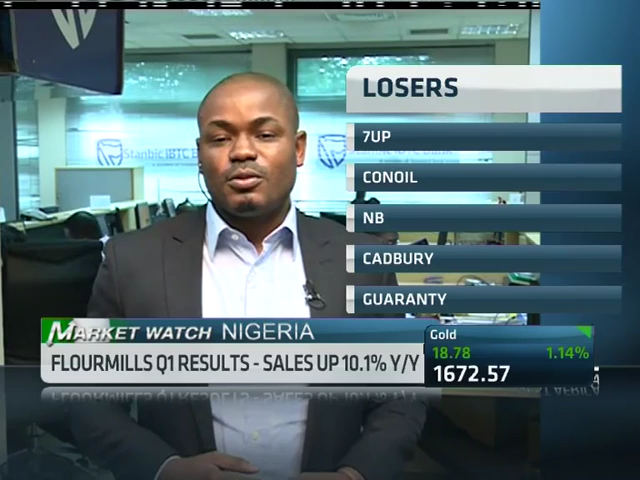 LOSERS
7UP
CONOIL
NB
CADBURY
GUARANTY
Stanbic IBTC Bank
MARKET WATCH NIGERIA
FLOURMILLS Q1 RESULTS - SALES UP 10.1% Y/Y
Gold
18.78 1.14%
1672.57